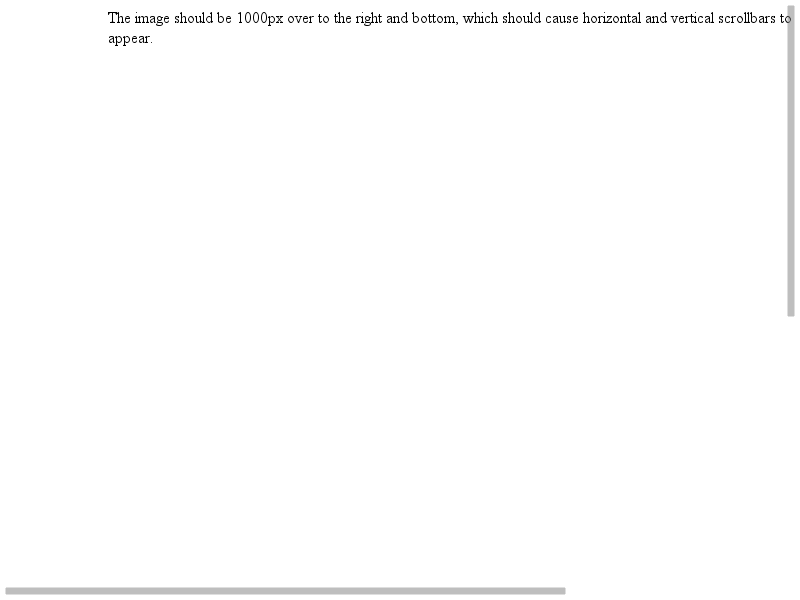 The image should be 1000px over to the right and bottom, which should cause horizontal and vertical scrollbars to
appear.